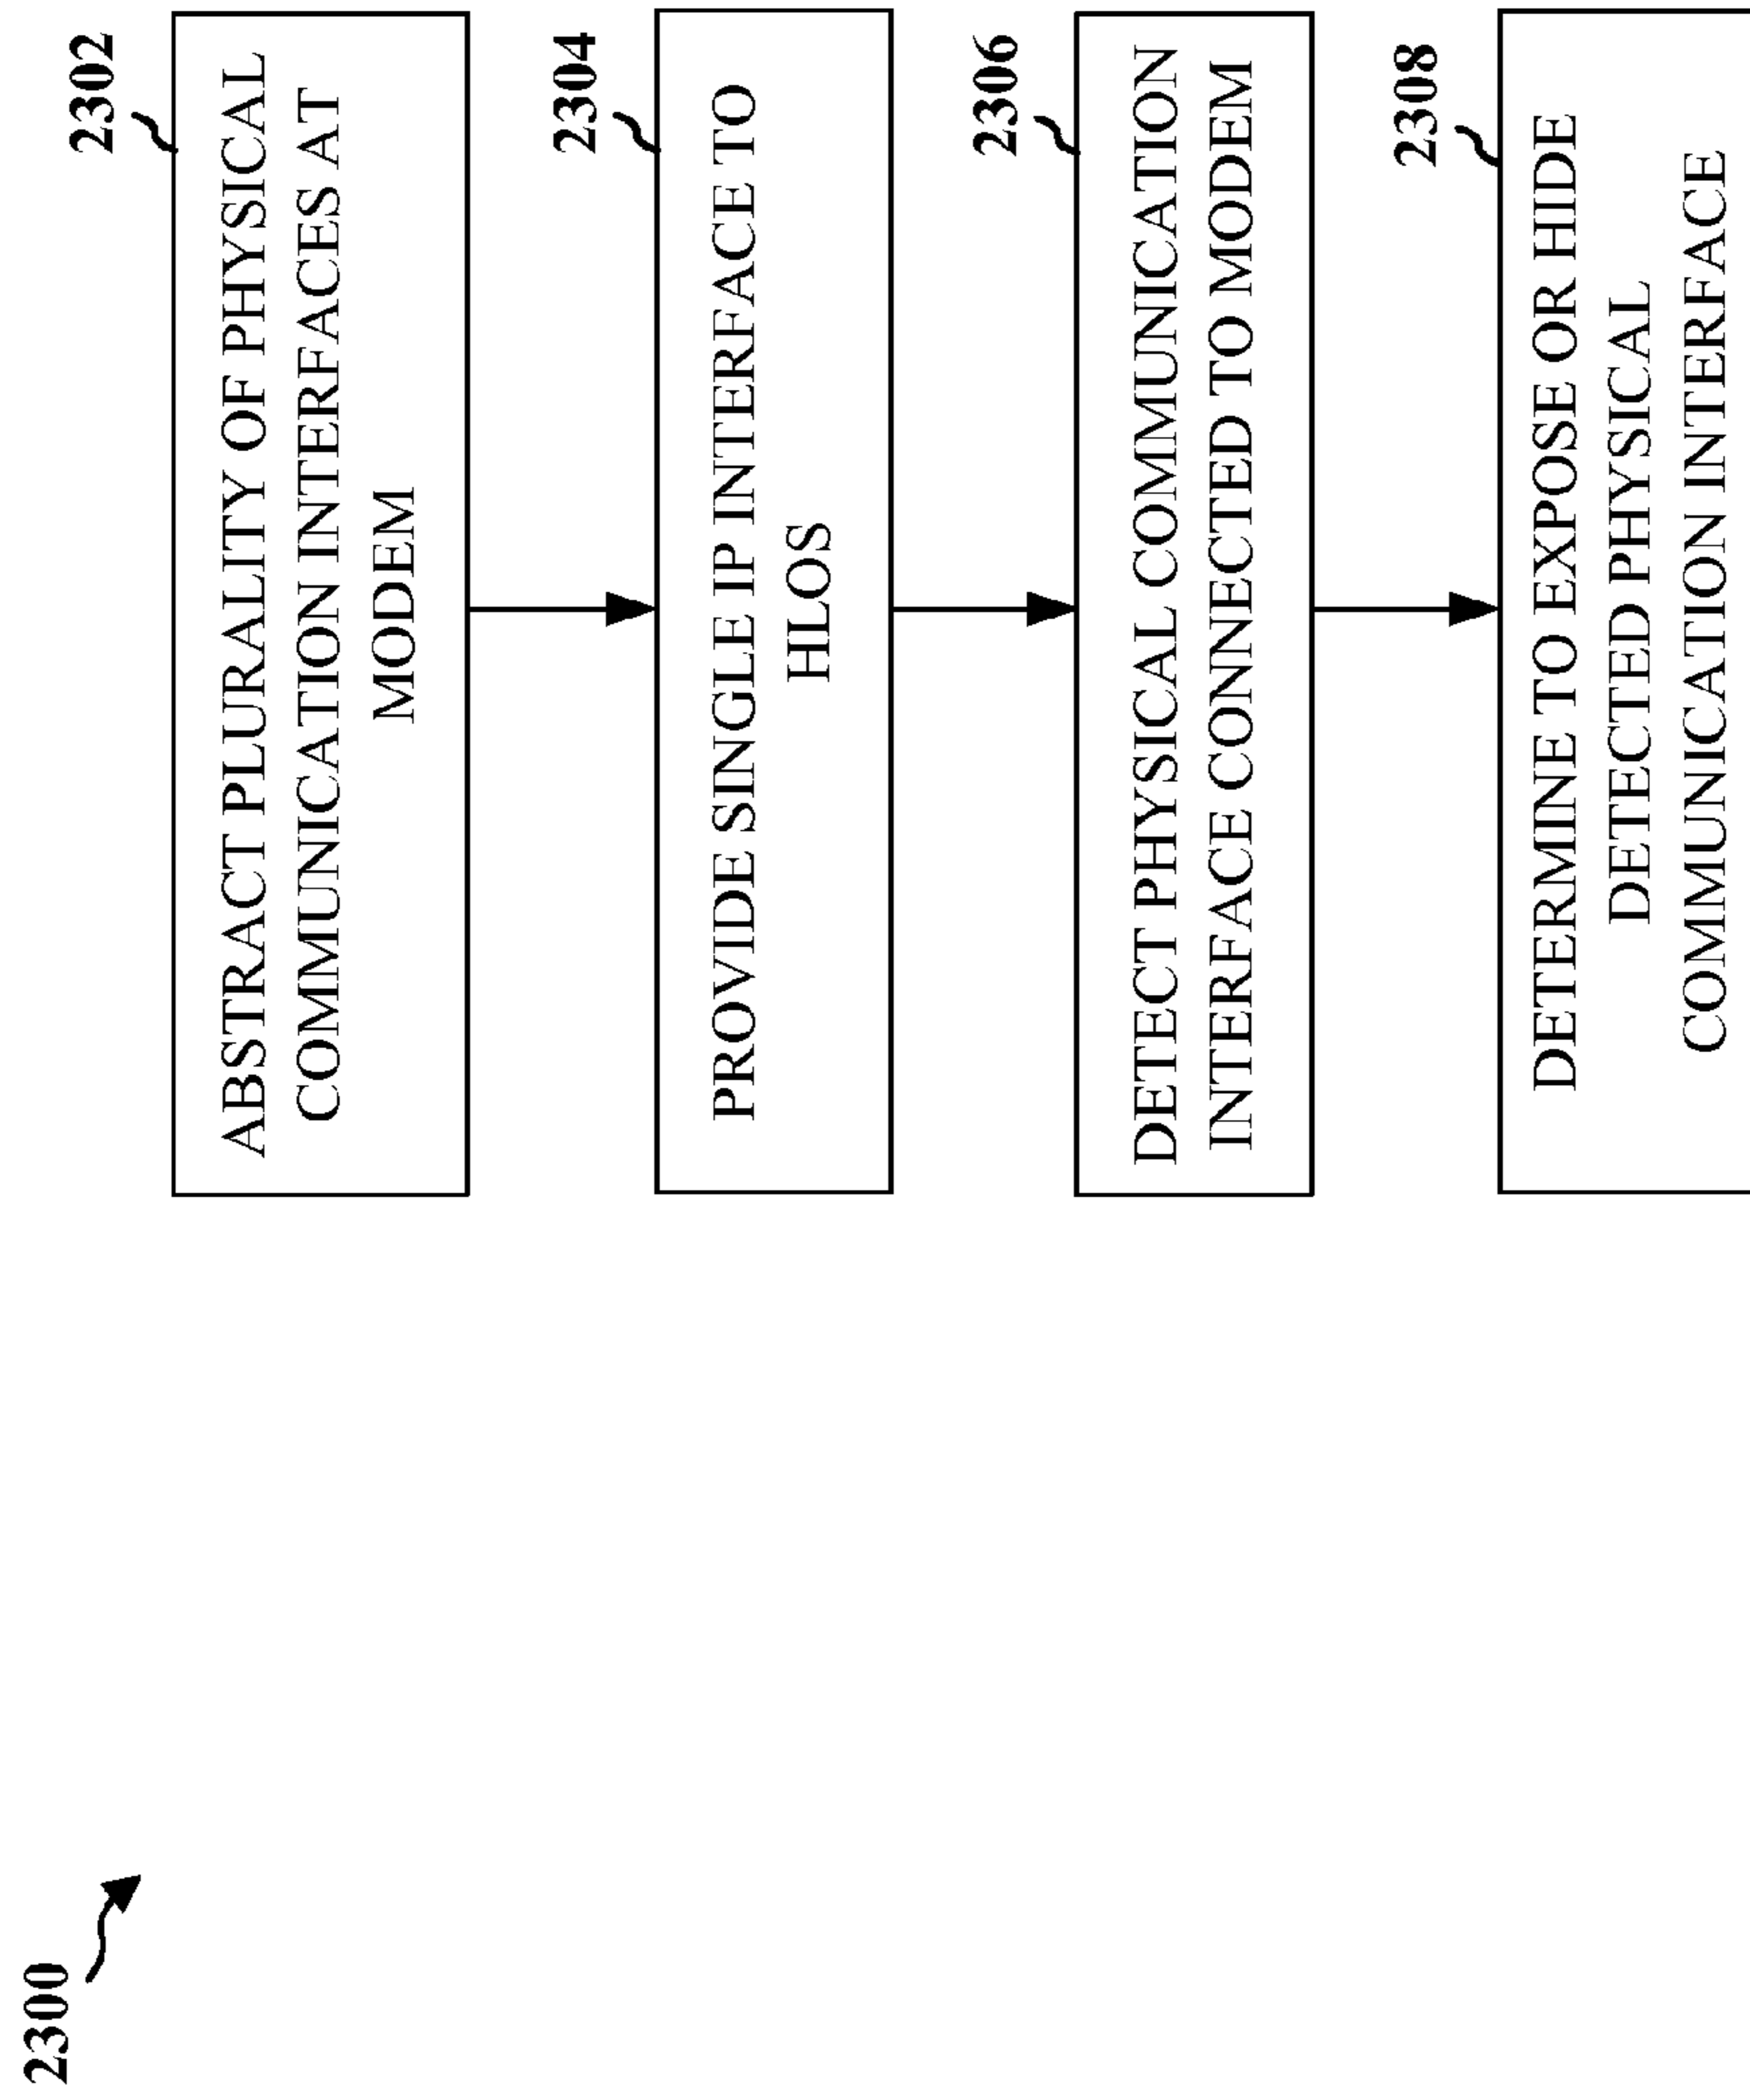 2300
2302
ABSTRACT PLURALITY OF PHYSICAL
COMMUNICATION INTERFACES AT
MODEM
2304
PROVIDE SINGLE IP INTERFACE TO
HLOS
2306
DETECT PHYSICAL COMMUNICATION
INTERFACE CONNECTED TO MODEM
2308
DETERMINE TO EXPOSE OR HIDE
DETECTED PHYSICAL
COMMUNICATION INTERFACE